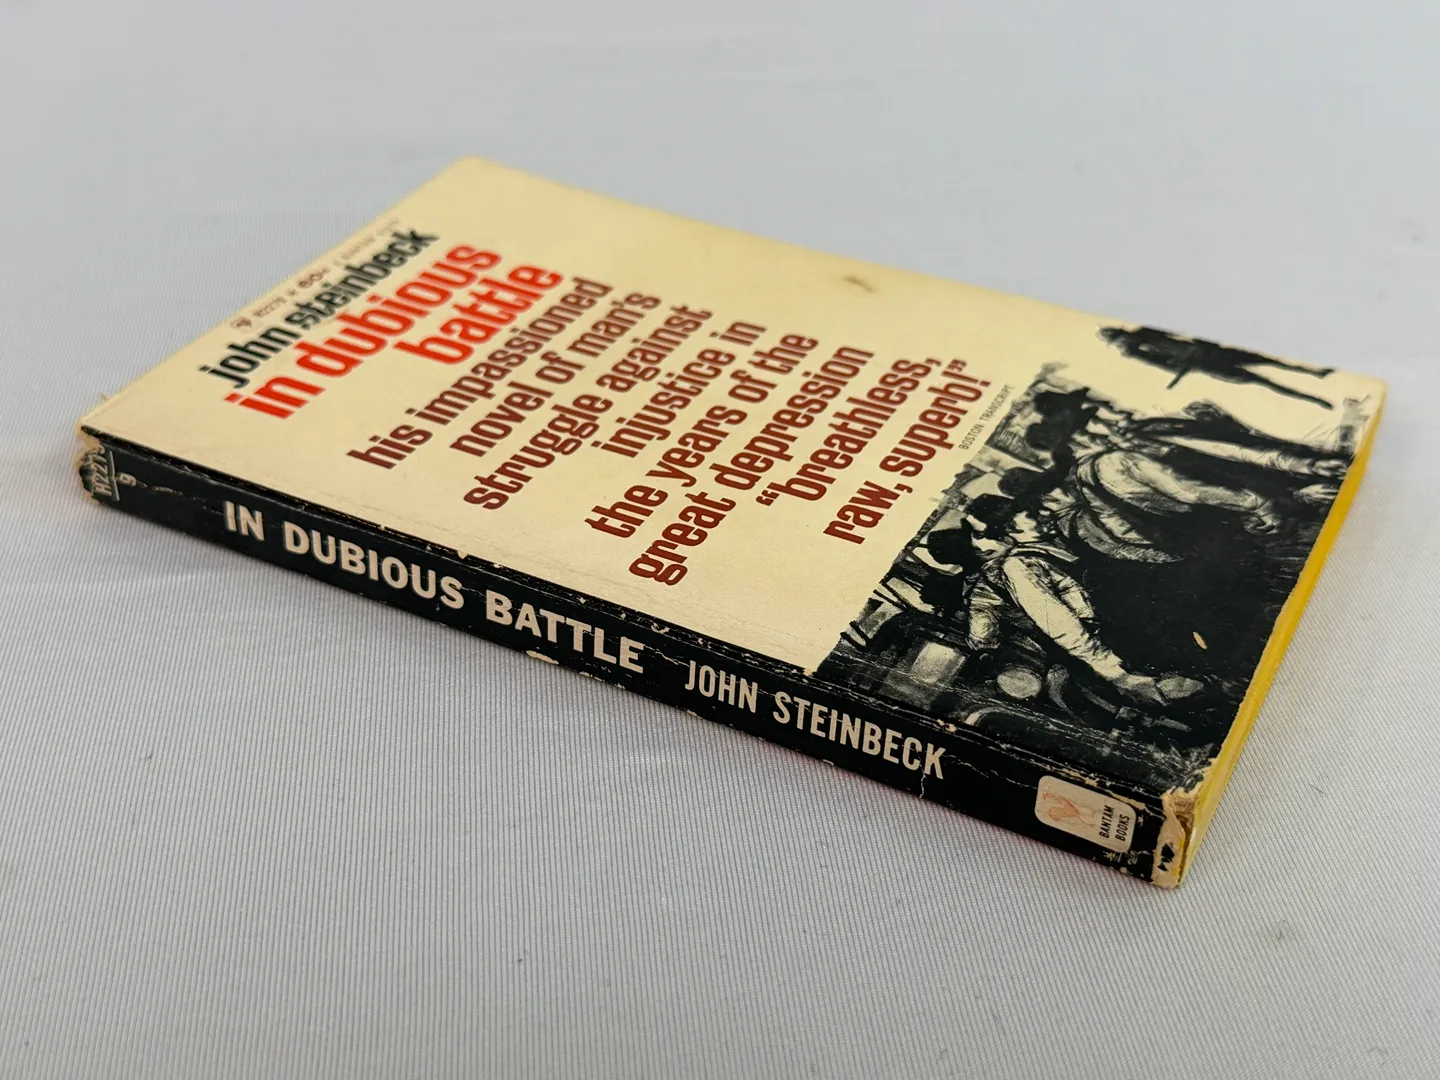 john steinbeck
in dubious
battle
his impassioned
novel of man's
struggle against
injustice in
the years of the
great depression
“breathless,
raw, superb!”
BOSTON TRANSCRIPT
IN DUBIOUS BATTLE JOHN STEINBECK
BANTAM
BOOKS